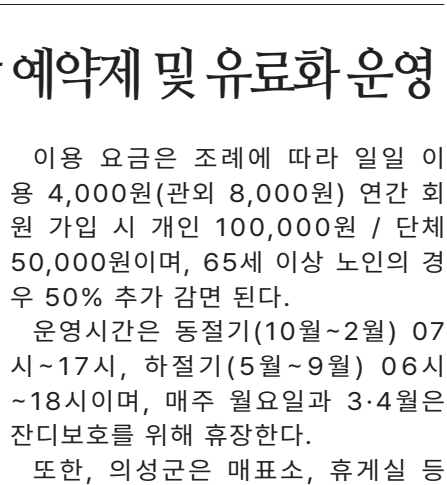 예약제 및 유료화 운영
이용 요금은 조례에 따라 일일 이
용 4,000원(관외 8,000원) 연간 회
원 가입 시 개인 100,000원 / 단체
50,000원이며, 65세 이상 노인의 경
우 50% 추가 감면 된다.
운영시간은 동절기(10월~2월) 07
시~17시, 하절기(5월~9월) 06시
~18시이며, 매주 월요일과 3·4월은
잔디보호를 위해 휴장한다.
또한, 의성군은 매표소, 휴게실 등